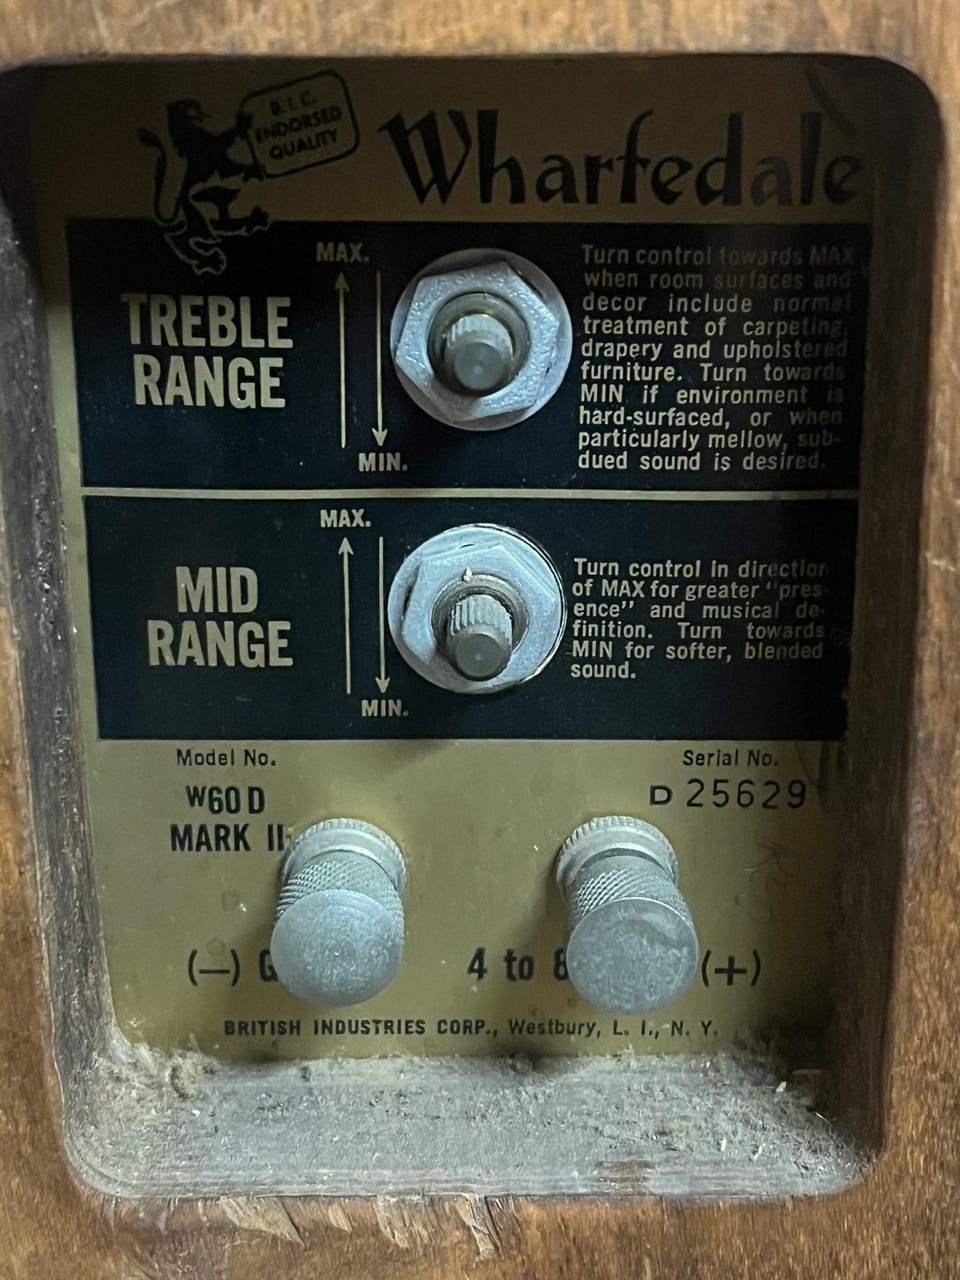 B.I.C.
ENDORSED
QUALITY
Wharfedale
TREBLE
RANGE
MAX.
MIN.
Turn control towards MAX
when room surfaces and
decor include normal
treatment of carpeting,
drapery and upholstered
furniture. Turn towards
MIN if environment is
hard-surfaced, or when
particularly mellow, sub-
dued sound is desired.
MID
RANGE
MAX.
MIN.
Turn control in direction
of MAX for greater "pres-
ence" and musical de-
finition. Turn towards
MIN for softer, blended
sound.
Model No.
W60 D
MARK II
Serial No.
D 25629
(—) G
4 to 8
(+)
BRITISH INDUSTRIES CORP., Westbury, L. I., N. Y.